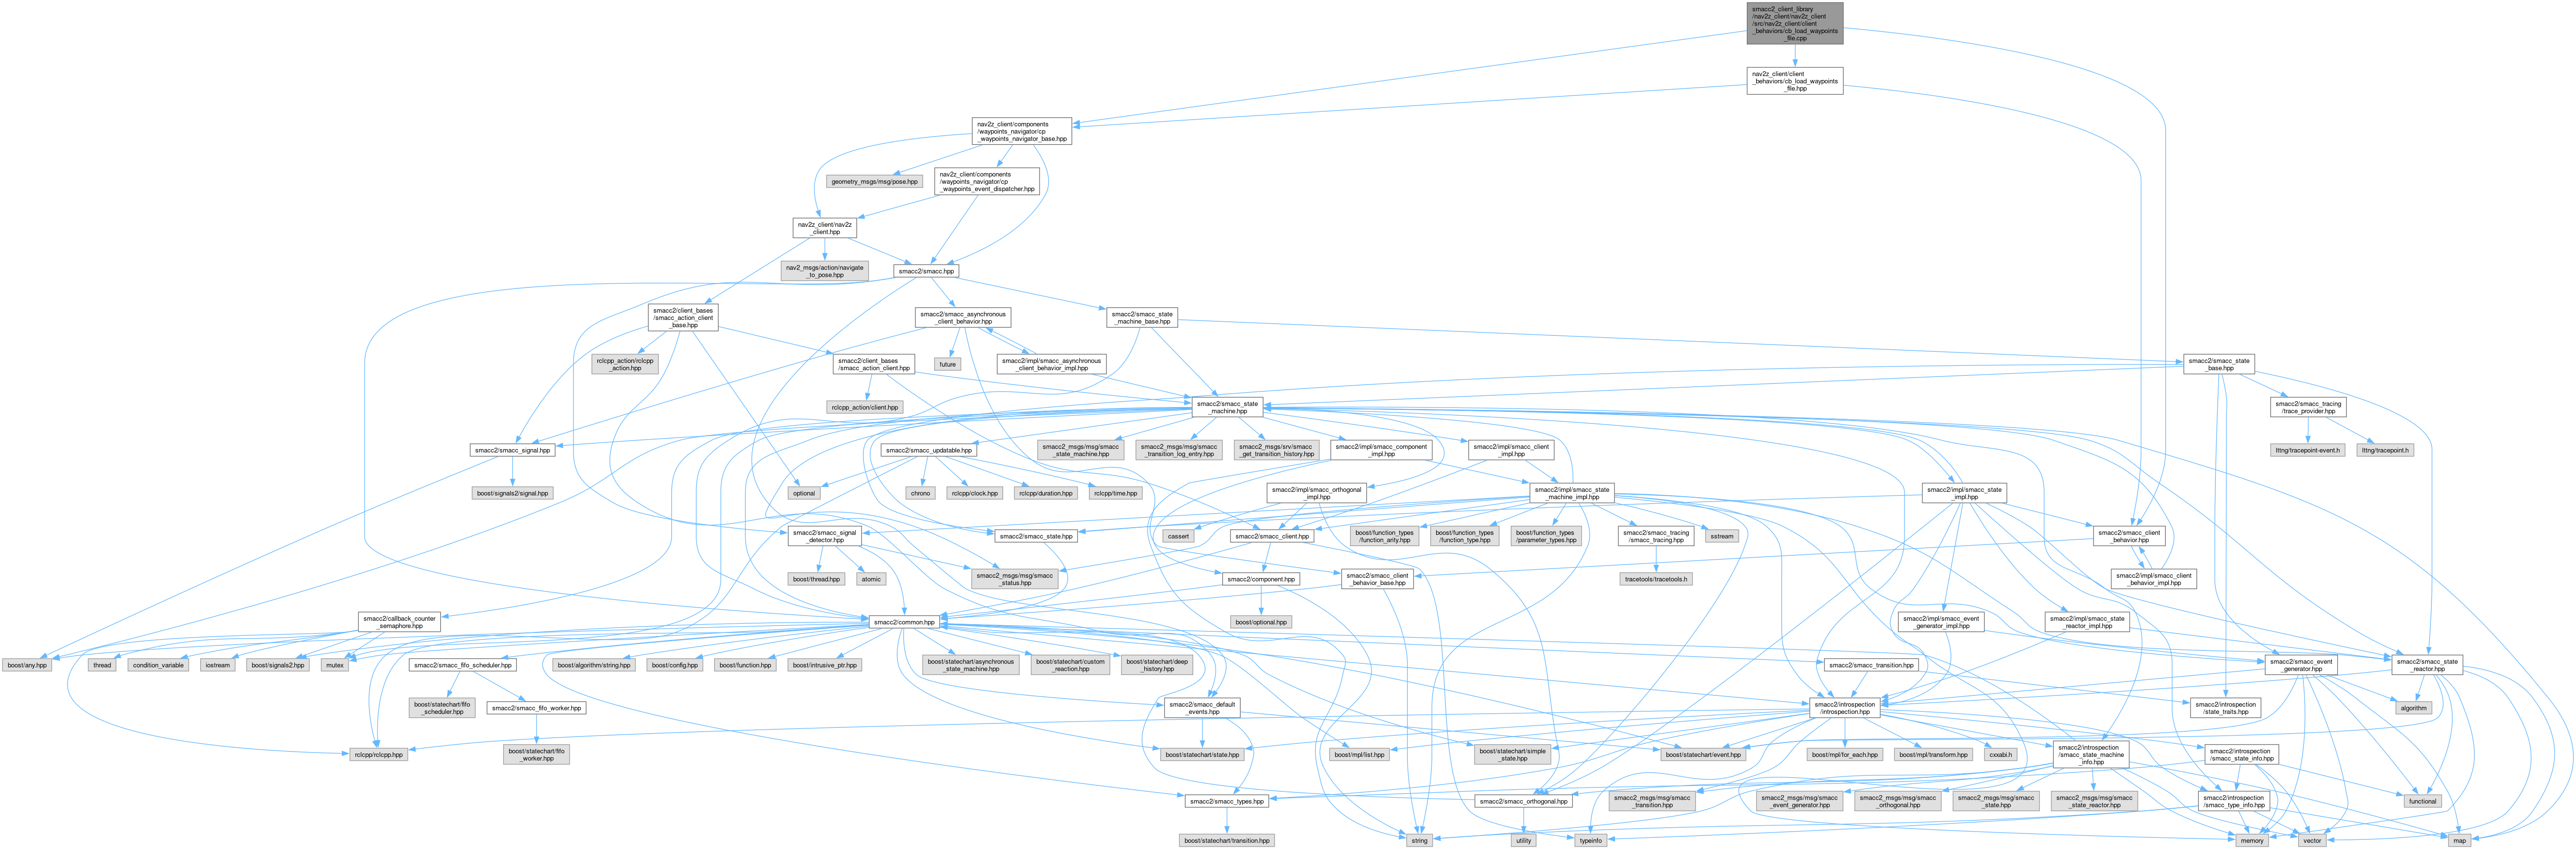 smacc2_client_library
/nav2z_client/nav2z_client
/src/nav2z_client/client
_behaviors/cb_load_waypoints
_file.cpp
nav2z_client/client
_behaviors/cb_load_waypoints
_file.hpp
nav2z_client/components
/waypoints_navigator/cp
_waypoints_navigator_base.hpp
geometry_msgs/msg/pose.hpp
nav2z_client/components
/waypoints_navigator/cp
_waypoints_event_dispatcher.hpp
nav2z_client/nav2z
_client.hpp
nav2_msgs/action/navigate
_to_pose.hpp
smacc2/smacc.hpp
smacc2/client_bases
/smacc_action_client
_base.hpp
smacc2/smacc_asynchronous
_client_behavior.hpp
smacc2/smacc_state
_machine_base.hpp
rclcpp_action/rclcpp
_action.hpp
smacc2/client_bases
/smacc_action_client.hpp
future
smacc2/impl/smacc_asynchronous
_client_behavior_impl.hpp
smacc2/smacc_state
_base.hpp
rclcpp_action/client.hpp
smacc2/smacc_state
_machine.hpp
smacc2/smacc_tracing
/trace_provider.hpp
smacc2/smacc_signal.hpp
smacc2/smacc_updatable.hpp
smacc2_msgs/msg/smacc
_state_machine.hpp
smacc2_msgs/msg/smacc
_transition_log_entry.hpp
smacc2_msgs/srv/smacc
_get_transition_history.hpp
smacc2/impl/smacc_component
_impl.hpp
smacc2/impl/smacc_client
_impl.hpp
lttng/tracepoint-event.h
lttng/tracepoint.h
boost/signals2/signal.hpp
optional
chrono
rclcpp/clock.hpp
rclcpp/duration.hpp
rclcpp/time.hpp
smacc2/impl/smacc_orthogonal
_impl.hpp
smacc2/impl/smacc_state
_machine_impl.hpp
smacc2/impl/smacc_state
_impl.hpp
smacc2/smacc_signal
_detector.hpp
smacc2/smacc_state.hpp
cassert
smacc2/smacc_client.hpp
boost/function_types
/function_arity.hpp
boost/function_types
/function_type.hpp
boost/function_types
/parameter_types.hpp
smacc2/smacc_tracing
/smacc_tracing.hpp
sstream
smacc2/smacc_client
_behavior.hpp
boost/thread.hpp
atomic
smacc2_msgs/msg/smacc
_status.hpp
smacc2/component.hpp
smacc2/smacc_client
_behavior_base.hpp
tracetools/tracetools.h
smacc2/impl/smacc_client
_behavior_impl.hpp
smacc2/callback_counter
_semaphore.hpp
smacc2/common.hpp
boost/optional.hpp
smacc2/impl/smacc_event
_generator_impl.hpp
smacc2/impl/smacc_state
_reactor_impl.hpp
boost/any.hpp
thread
condition_variable
iostream
boost/signals2.hpp
mutex
smacc2/smacc_fifo_scheduler.hpp
boost/algorithm/string.hpp
boost/config.hpp
boost/function.hpp
boost/intrusive_ptr.hpp
boost/statechart/asynchronous
_state_machine.hpp
boost/statechart/custom
_reaction.hpp
boost/statechart/deep
_history.hpp
smacc2/smacc_transition.hpp
smacc2/smacc_event
_generator.hpp
smacc2/smacc_state
_reactor.hpp
boost/statechart/fifo
_scheduler.hpp
smacc2/smacc_fifo_worker.hpp
smacc2/smacc_default
_events.hpp
smacc2/introspection
/introspection.hpp
smacc2/introspection
/state_traits.hpp
algorithm
rclcpp/rclcpp.hpp
boost/statechart/fifo
_worker.hpp
boost/statechart/state.hpp
boost/mpl/list.hpp
boost/statechart/simple
_state.hpp
boost/statechart/event.hpp
boost/mpl/for_each.hpp
boost/mpl/transform.hpp
cxxabi.h
smacc2/introspection
/smacc_state_machine
_info.hpp
smacc2/introspection
/smacc_state_info.hpp
smacc2/smacc_types.hpp
smacc2/smacc_orthogonal.hpp
smacc2_msgs/msg/smacc
_transition.hpp
smacc2_msgs/msg/smacc
_event_generator.hpp
smacc2_msgs/msg/smacc
_orthogonal.hpp
smacc2_msgs/msg/smacc
_state.hpp
smacc2_msgs/msg/smacc
_state_reactor.hpp
smacc2/introspection
/smacc_type_info.hpp
functional
boost/statechart/transition.hpp
string
utility
typeinfo
memory
vector
map